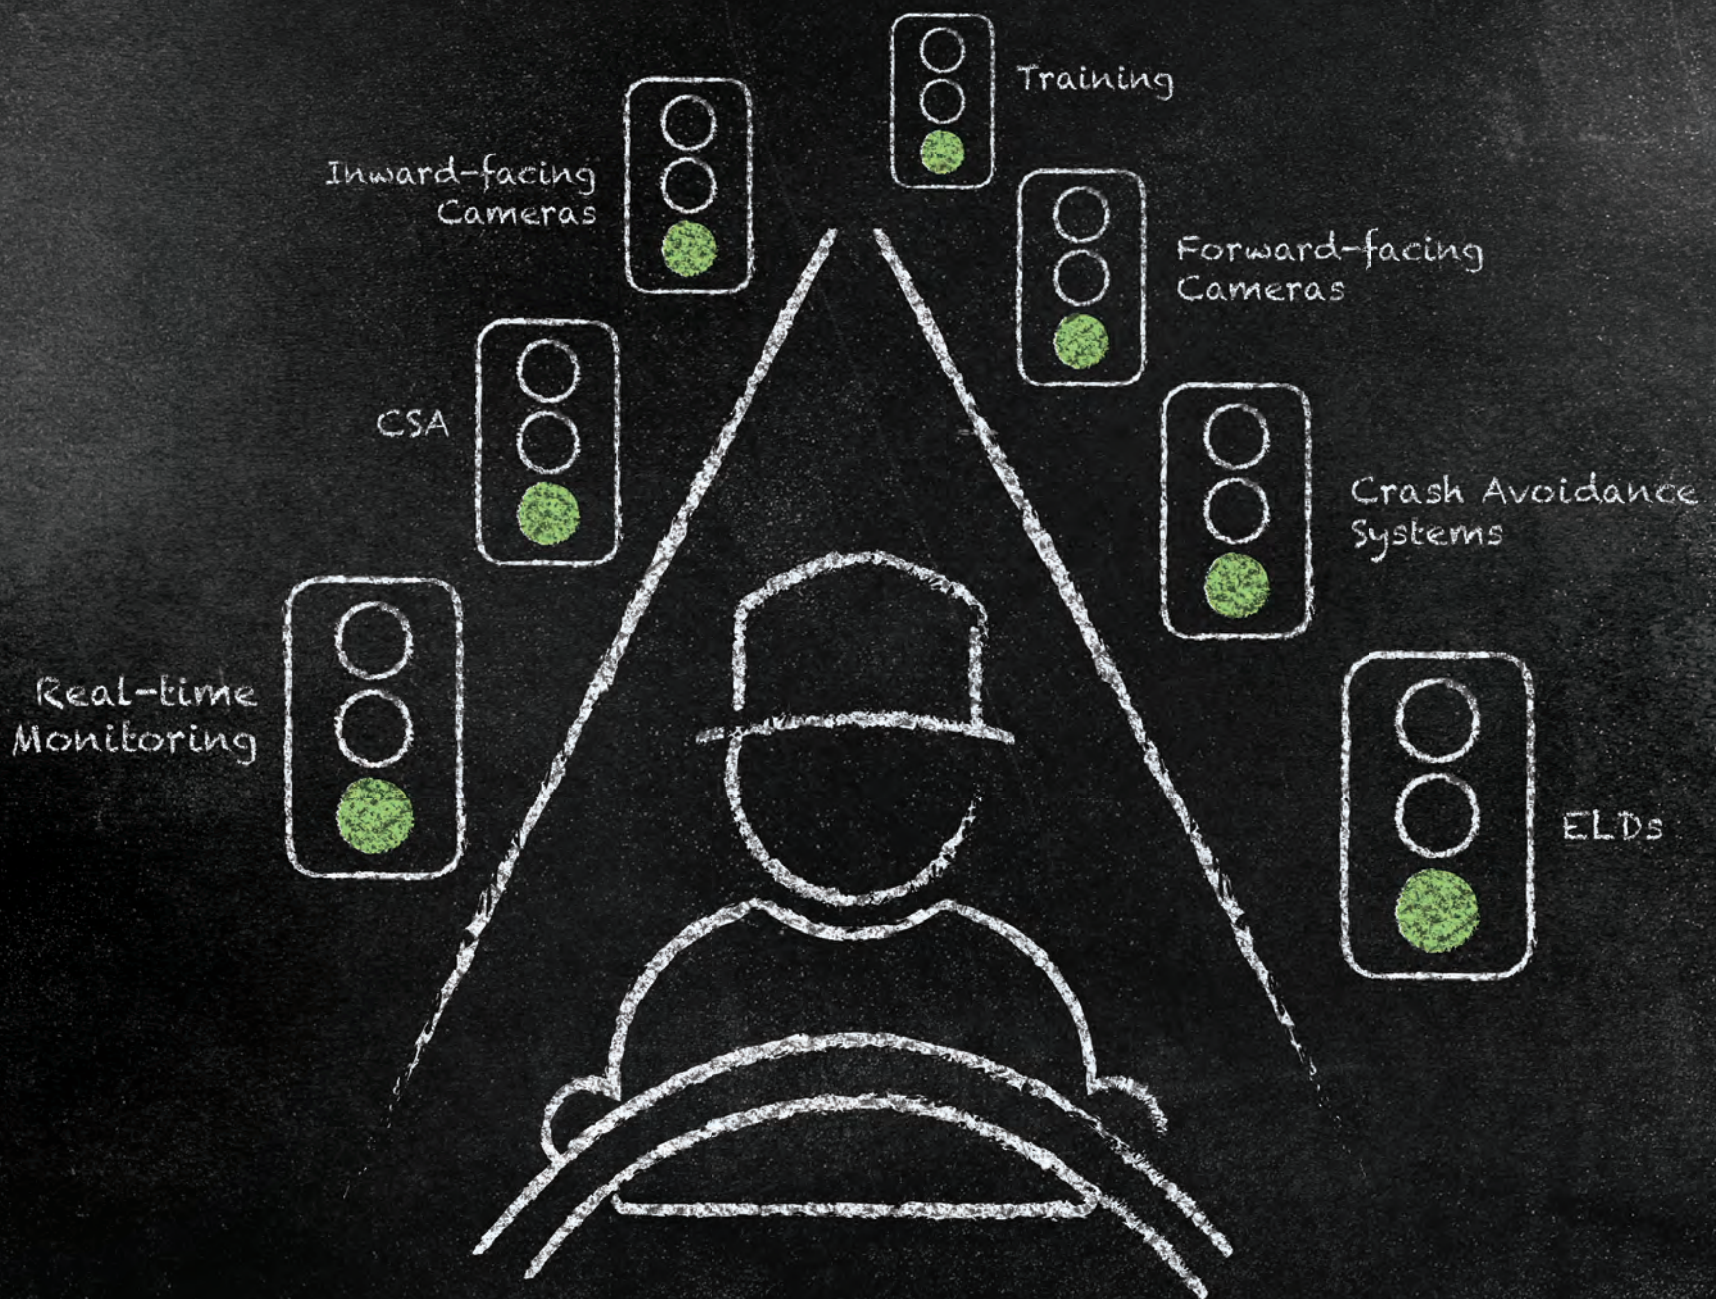 Training
Inward-facing
Cameras
Forward-facing
Cameras
CSA
Crash Avoidance
Systems
Real-time
Monitoring
ELDs